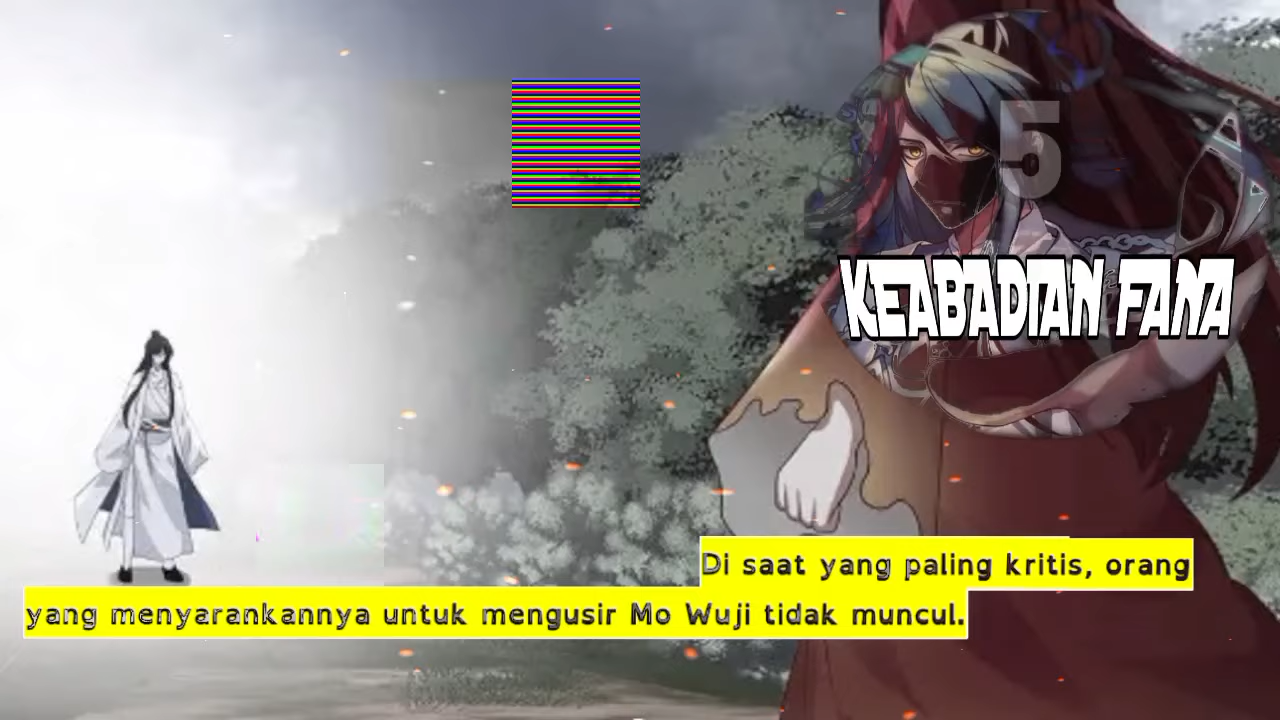 5
KEABADIAN FANA
Di saat yang paling kritis, orang
yang menyarankannya untuk mengusir Mo Wuji tidak muncul.